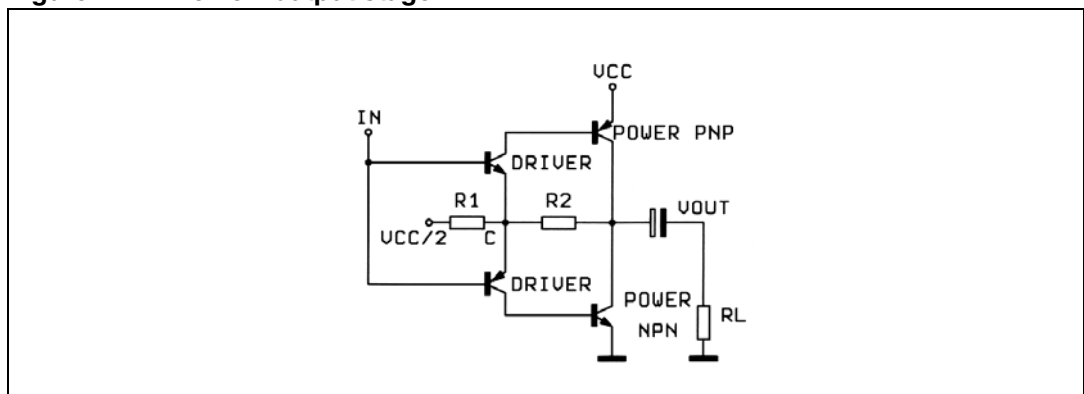 VCC
IN
POWER PNP
DRIVER
R1
R2
VOUT
VCC/2
C
DRIVER
POWER
NPN
RL